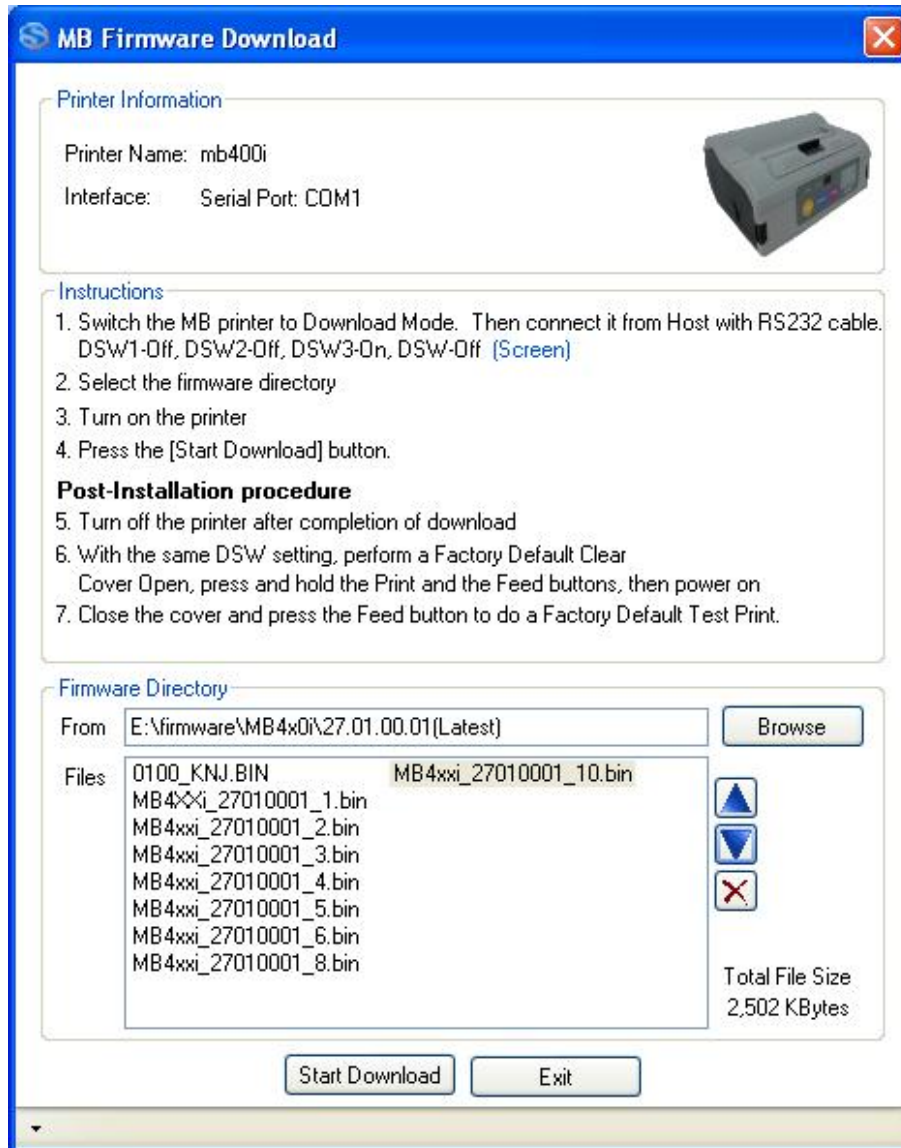 MB Firmware Download
Printer Information
Printer Name: mb400i
Interface: Serial Port: COM1
Instructions
1. Switch the MB printer to Download Mode. Then connect it from Host with RS232 cable.
DSW1-Off, DSW2-Off, DSW3-On, DSW-Off (Screen)
2. Select the firmware directory
3. Turn on the printer
4. Press the [Start Download] button.
Post-Installation procedure
5. Turn off the printer after completion of download
6. With the same DSW setting, perform a Factory Default Clear
Cover Open, press and hold the Print and the Feed buttons, then power on
7. Close the cover and press the Feed button to do a Factory Default Test Print.
Firmware Directory
From E:\firmware\MB4x0i\27.01.00.01(Latest) Browse
Files 0100_KNJ.BIN MB4xxi_27010001_10.bin
MB4XXi_27010001_1.bin
MB4xxi_27010001_2.bin
MB4xxi_27010001_3.bin
MB4xxi_27010001_4.bin
MB4xxi_27010001_5.bin
MB4xxi_27010001_6.bin
MB4xxi_27010001_8.bin
Total File Size
2,502 KBytes
Start Download Exit